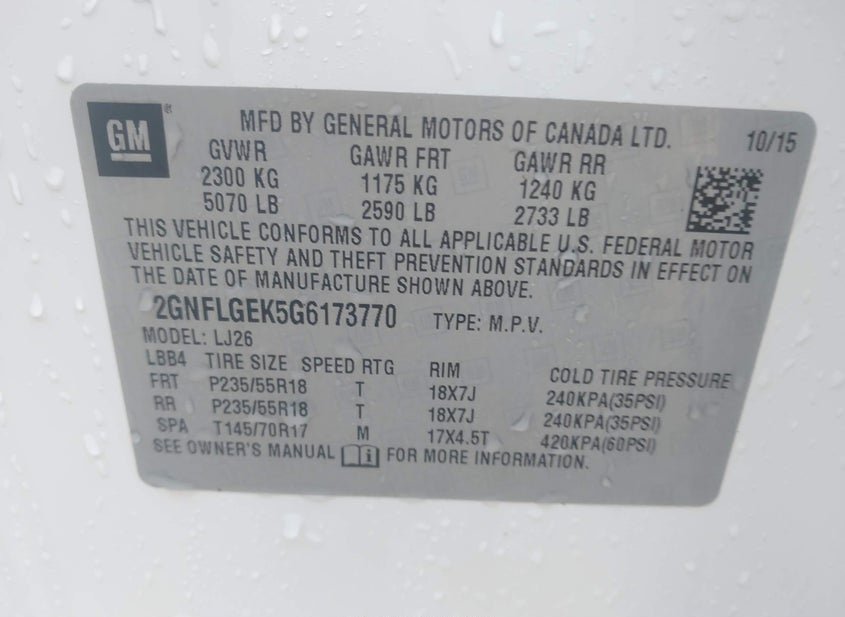 GM®
MFD BY GENERAL MOTORS OF CANADA LTD. 10/15
GVWR GAWR FRT GAWR RR
2300 KG 1175 KG 1240 KG
5070 LB 2590 LB 2733 LB
THIS VEHICLE CONFORMS TO ALL APPLICABLE U.S. FEDERAL MOTOR
VEHICLE SAFETY AND THEFT PREVENTION STANDARDS IN EFFECT ON
THE DATE OF MANUFACTURE SHOWN ABOVE.
2GNFLGEK5G6173770 TYPE: M.P.V.
MODEL: LJ26
LBB4 TIRE SIZE SPEED RTG RIM COLD TIRE PRESSURE
FRT P235/55R18 T 18X7J 240KPA(35PSI)
RR P235/55R18 T 18X7J 240KPA(35PSI)
SPA T145/70R17 M 17X4.5T 420KPA(60PSI)
SEE OWNER'S MANUAL i FOR MORE INFORMATION.